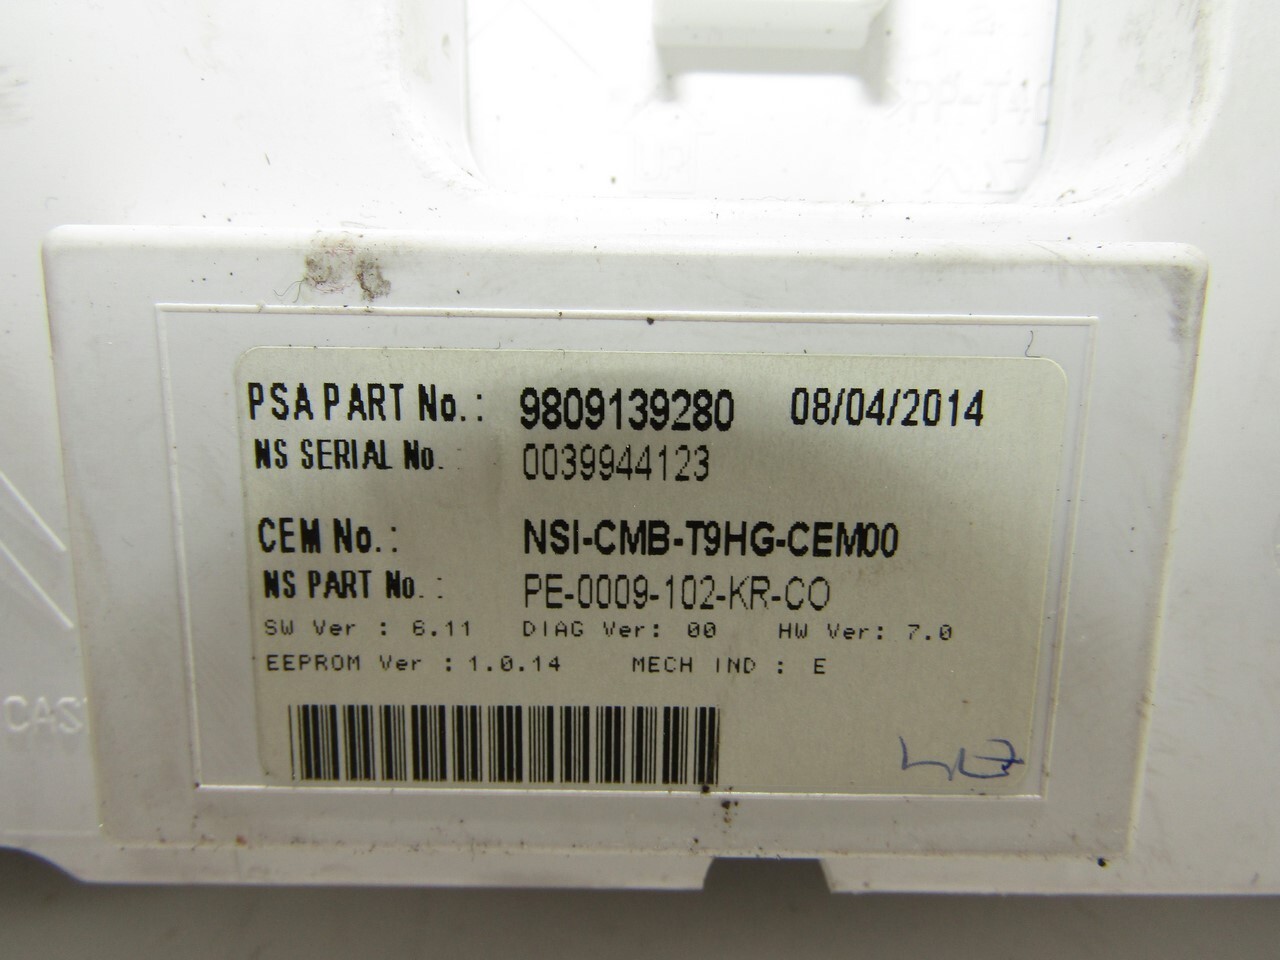 PSA PART No.: 9809139280 08/04/2014
NS SERIAL No. : 0039944123
CEM No.: NSI-CMB-T9HG-CEM00
NS PART No. : PE-0009-102-KR-CO
SW Ver : 6.11 DIAG Ver: 00 HW Ver: 7.0
EEPROM Ver : 1.0.14 MECH IND : E
CAS